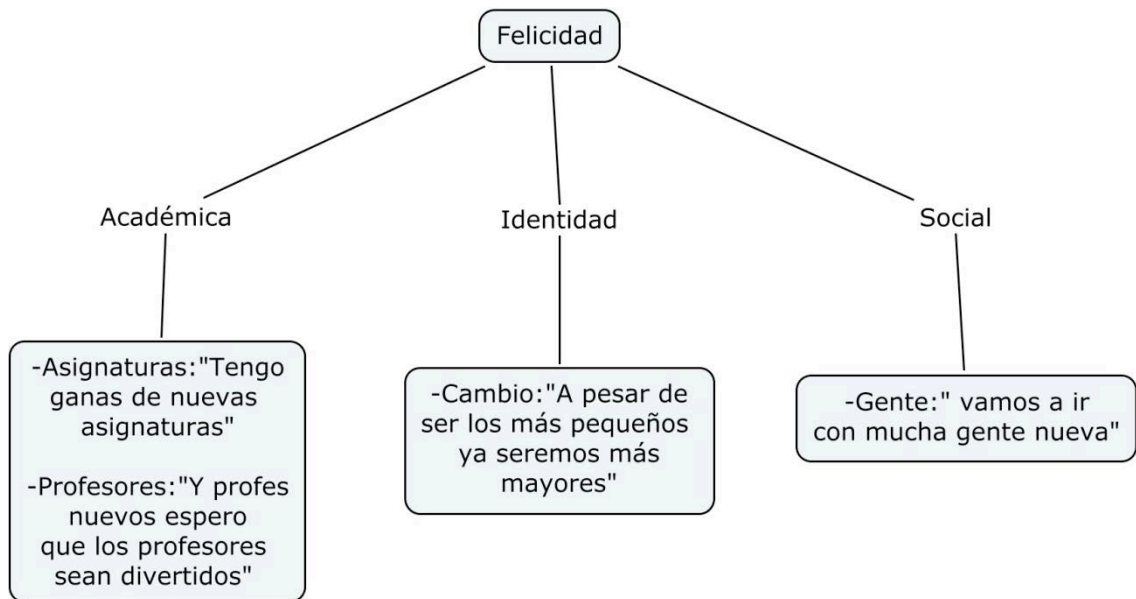 Felicidad
Académica
Identidad
Social
-Asignaturas:"Tengo
ganas de nuevas
asignaturas"
-Profesores:"Y profes
nuevos espero
que los profesores
sean divertidos"
-Cambio:"A pesar de
ser los más pequeños
ya seremos más
mayores"
-Gente:" vamos a ir
con mucha gente nueva"